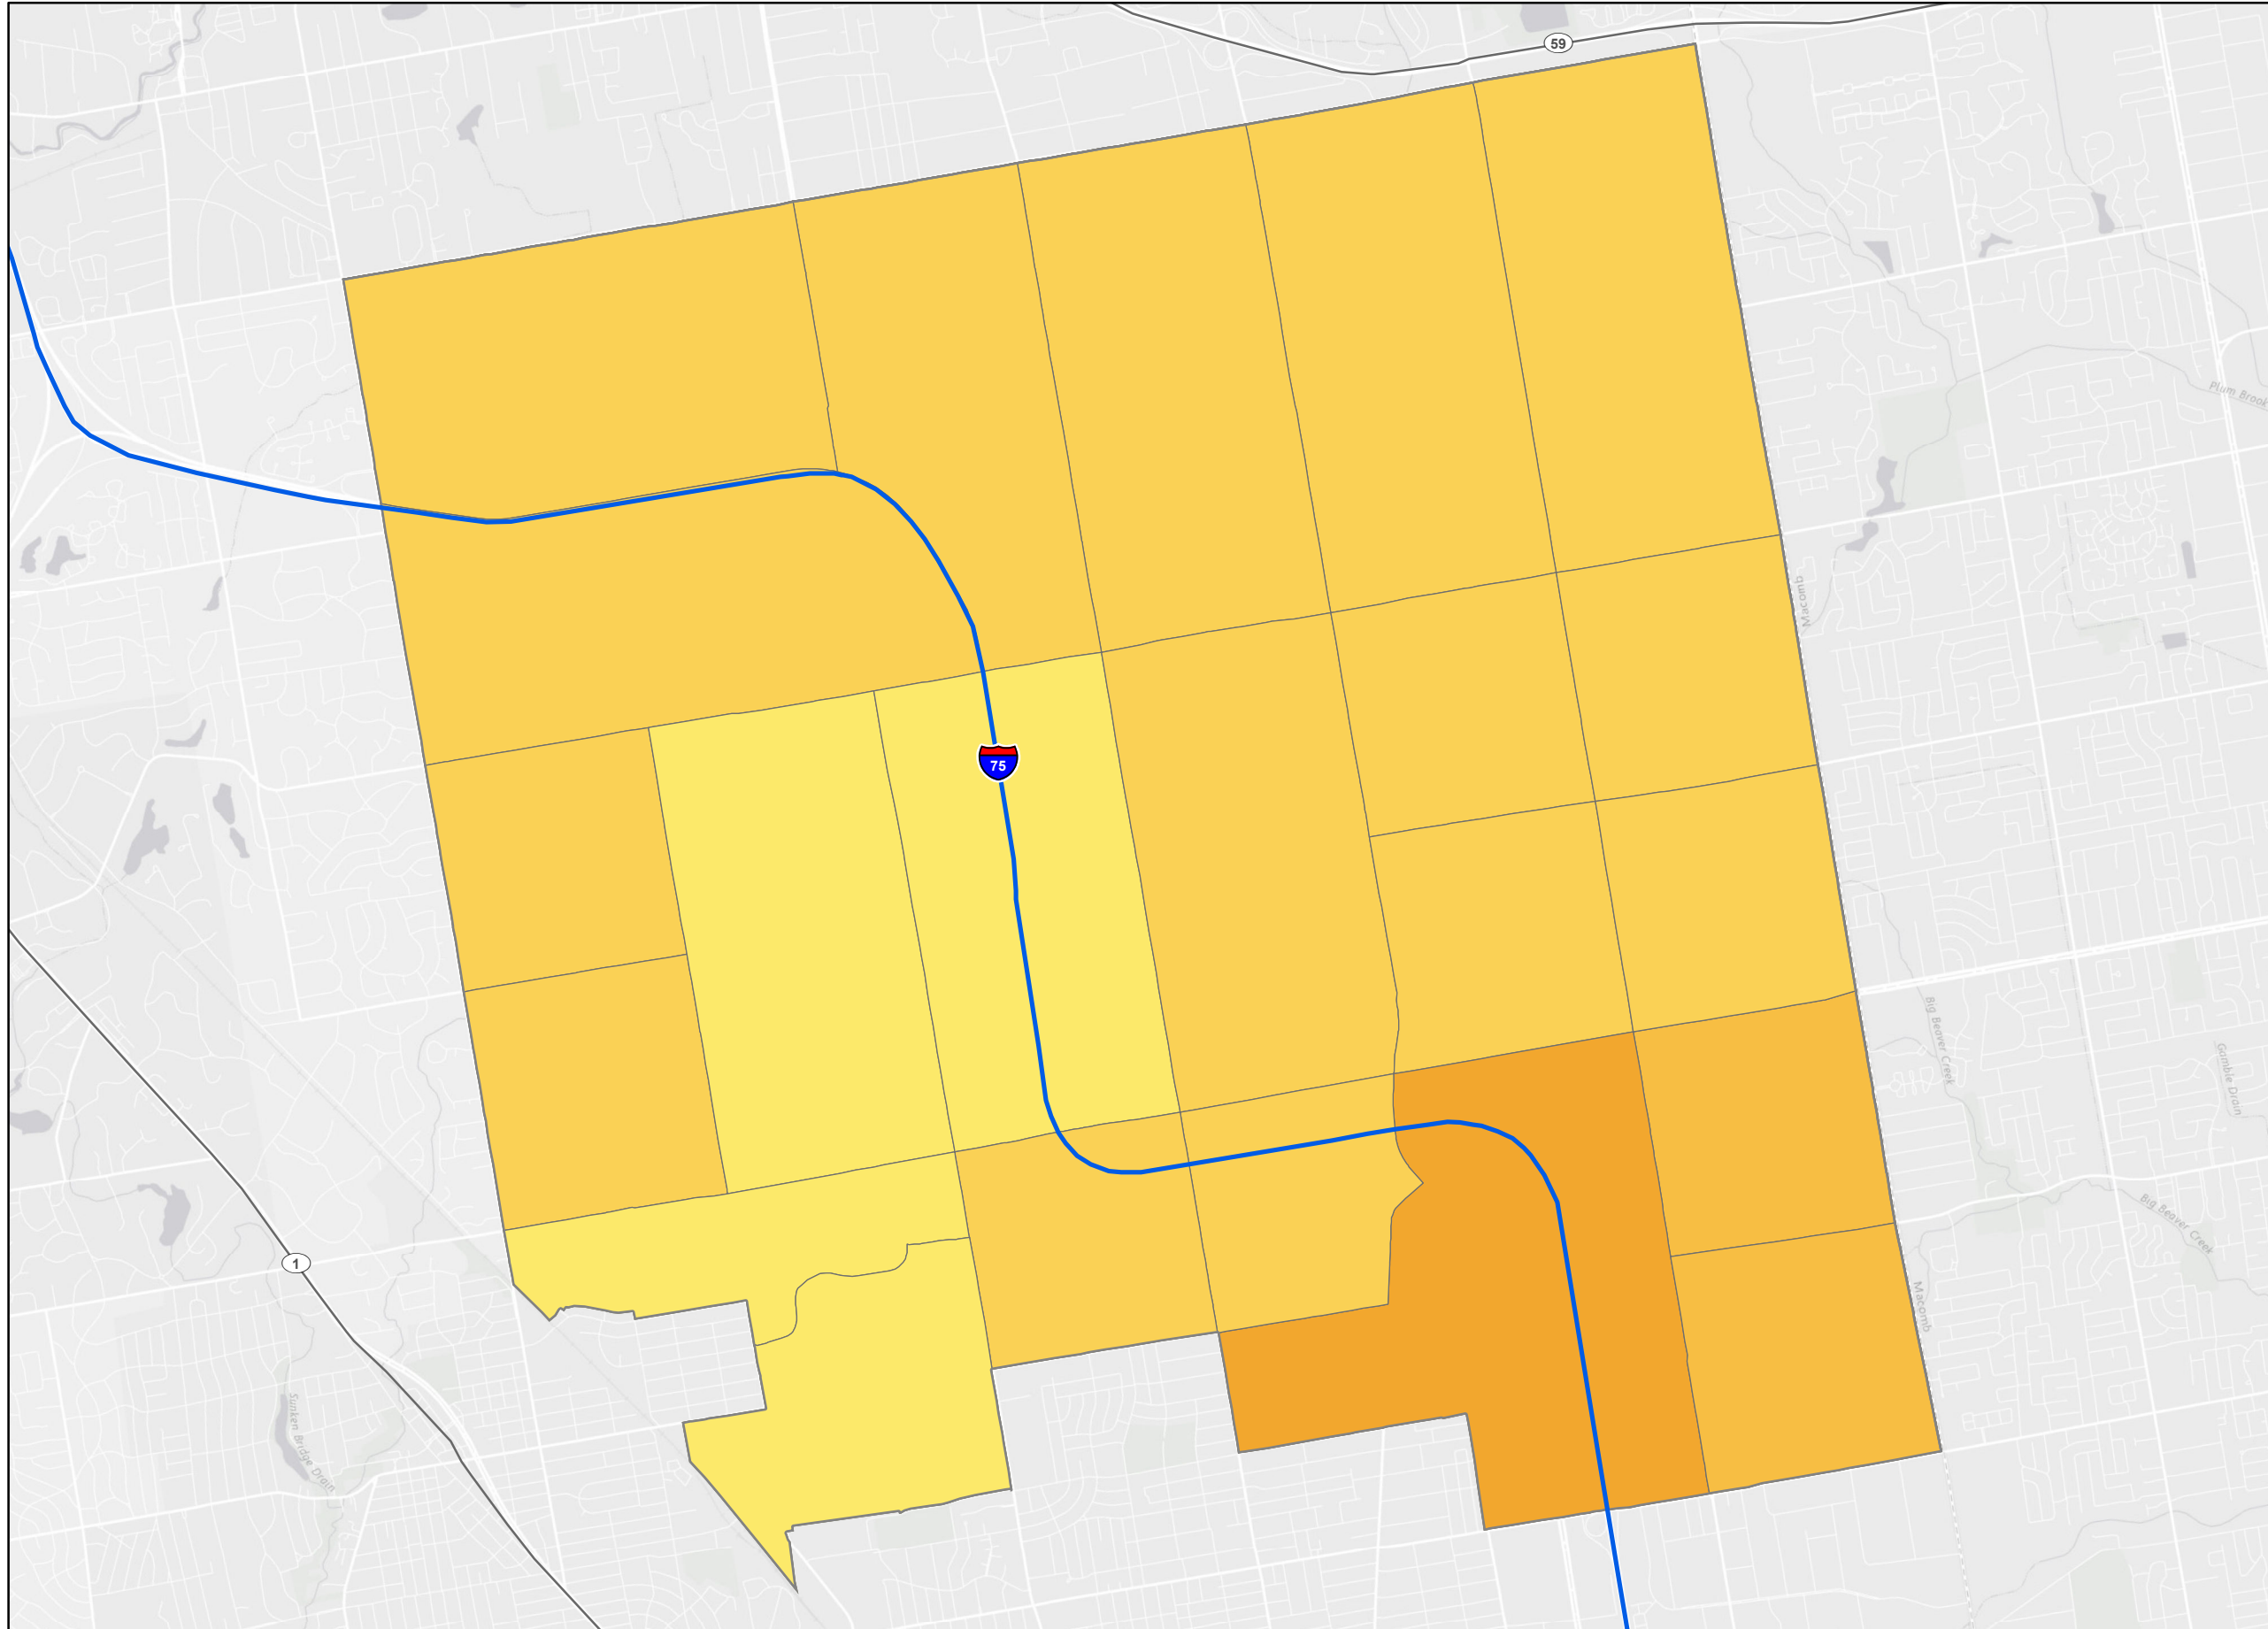 59
Plum Brook
Macomb
75
Big Beaver Creek
Gamble Drain
Big Beaver Creek
1
Macomb
Sunken Bridge Drain